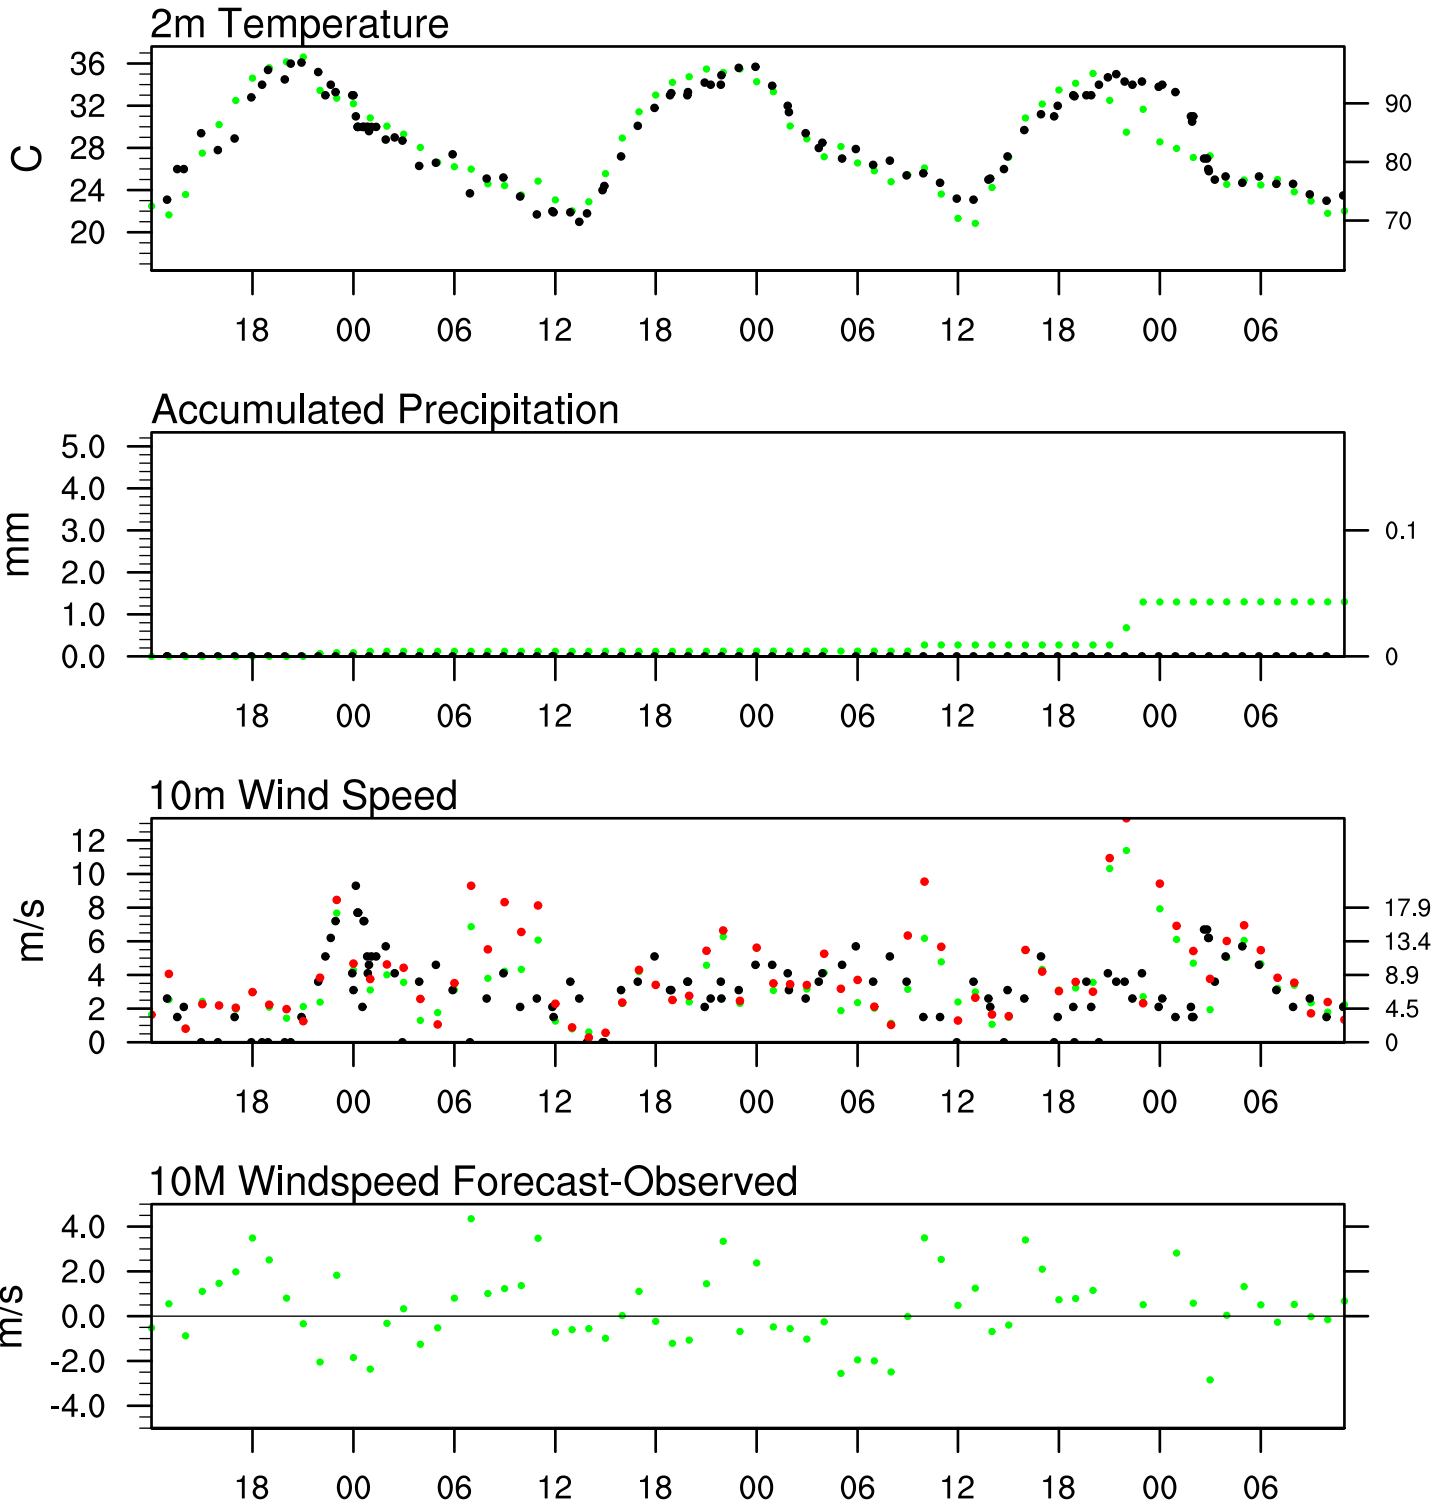 2m Temperature
36
32
28
24
20
C
90
80
70
18 00 06 12 18 00 06 12 18 00 06
Accumulated Precipitation
5.0
4.0
3.0
2.0
1.0
0.0
mm
0.1
0
18 00 06 12 18 00 06 12 18 00 06
10m Wind Speed
12
10
8
6
4
2
0
m/s
17.9
13.4
8.9
4.5
0
18 00 06 12 18 00 06 12 18 00 06
10M Windspeed Forecast-Observed
4.0
2.0
0.0
-2.0
-4.0
m/s
18 00 06 12 18 00 06 12 18 00 06